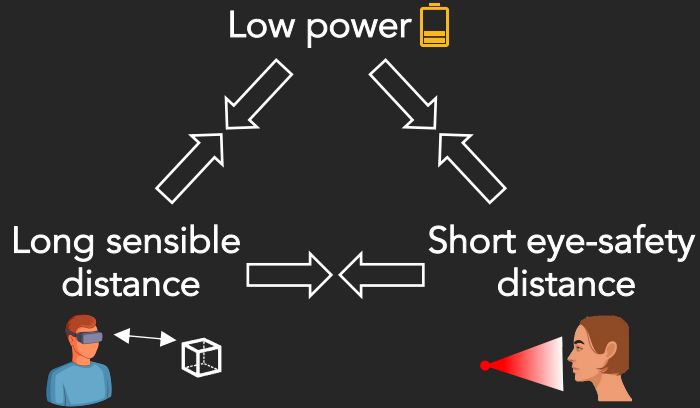 Low power
Long sensible
distance
Short eye-safety
distance